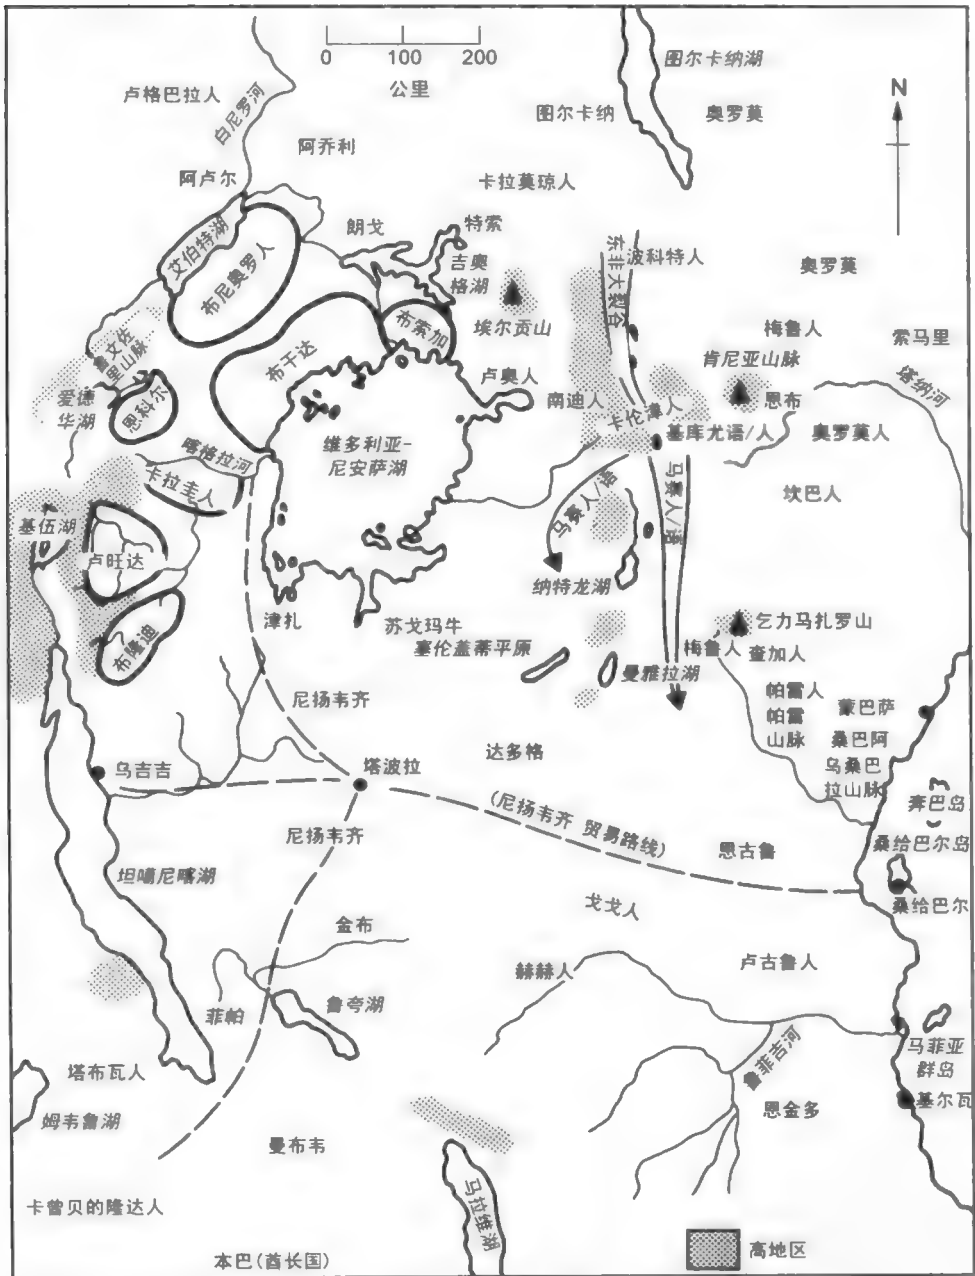 0 100 200
公里
N
图尔卡纳湖
卢格巴拉人
白尼罗河
图尔卡纳
奥罗莫
阿乔利
阿卢尔
卡拉莫琼人
艾伯特湖
朗戈
特索
东非大裂谷
波科特人
布尼奥罗人
吉奥
格湖
奥罗莫
埃尔贡山
布索加
梅鲁人
索马里
鲁文佐
里山脉
布干达
肯尼亚山脉
塔纳河
爱德
华湖
恩科尔
卢奥人
南迪人
卡伦津人
恩布
维多利亚-
尼安萨湖
基库尤语/人
奥罗莫人
喀格拉河
卡拉圭人
马赛人/语
马赛人/语
坎巴人
基伍湖
卢旺达
纳特龙湖
布隆迪
津扎
苏戈玛牛
塞伦盖蒂平原
乞力马扎罗山
梅鲁人
查加人
曼雅拉湖
尼扬韦齐
帕雷人
帕雷
山脉
蒙巴萨
桑巴阿
乌桑巴
拉山脉
达多格
乌吉吉
塔波拉
奔巴岛
(尼扬韦齐 贸易路线)
尼扬韦齐
恩古鲁
桑给巴尔岛
坦噶尼喀湖
桑给巴尔
戈戈人
金布
赫赫人
卢古鲁人
菲帕
鲁夸湖
马菲亚
群岛
鲁菲吉河
塔布瓦人
基尔瓦
姆韦鲁湖
恩金多
曼布韦
马拉维湖
卡曾贝的隆达人
高地区
本巴(酋长国)